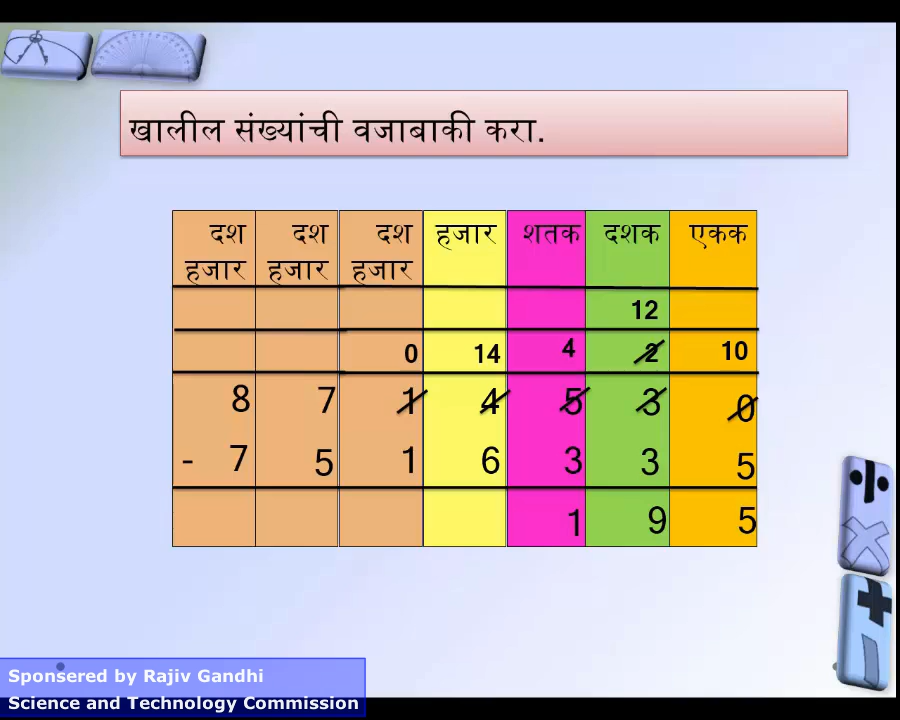 खालील संख्यांची वजाबाकी करा.
दश हजार दश हजार दश हजार हजार शतक दशक एकक
12
0 14 4 2 10
8 7 1 4 5 3 0
- 7 5 1 6 3 3 5
1 9 5
Sponsered by Rajiv Gandhi
Science and Technology Commission